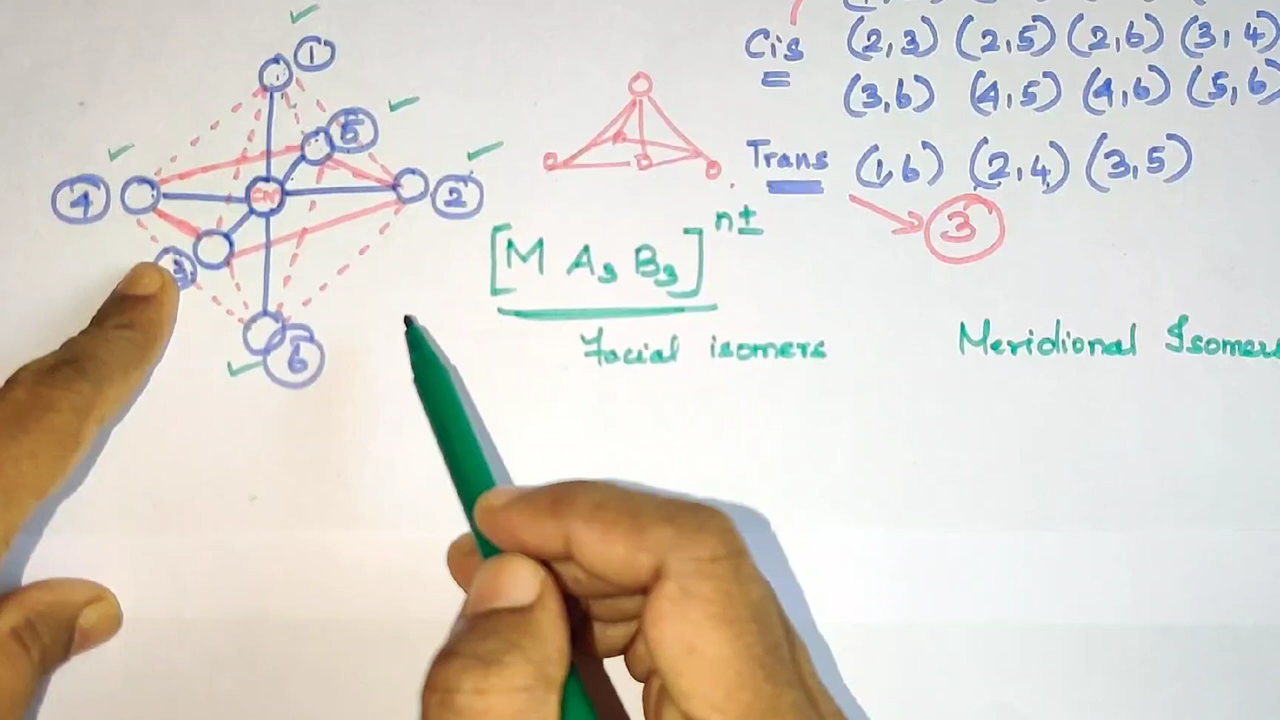 1
5
4
CM
2
3
6
Cis (2,3) (2,5) (2,6) (3,4)
(3,6) (4,5) (4,6) (5,6)
Trans (1,6) (2,4) (3,5)
3
[M A3 B3]n±
Facial isomers
Meridional Isomers